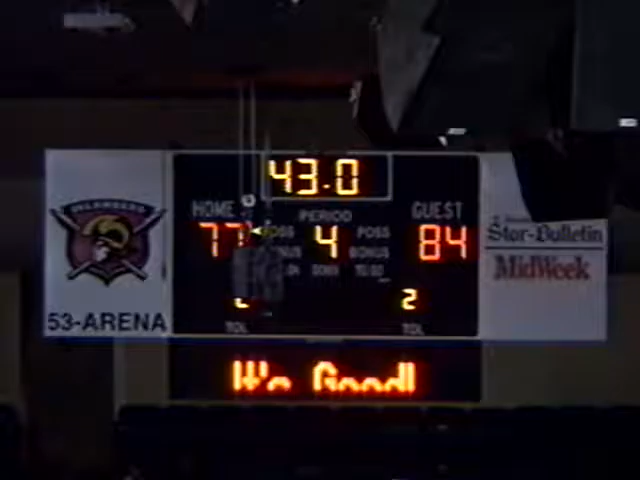 43.0
HOME PERIOD GUEST
77 POSS 4 POSS 84
BONUS
2
TOL TOL
It's Good!
ISLANDERS
53-ARENA
Star-Bulletin
MidWeek